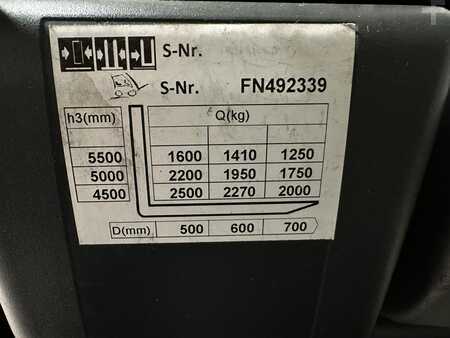 S-Nr.
S-Nr. FN492339
h3(mm) Q(kg)
5500 1600 1410 1250
5000 2200 1950 1750
4500 2500 2270 2000
D(mm) 500 600 700